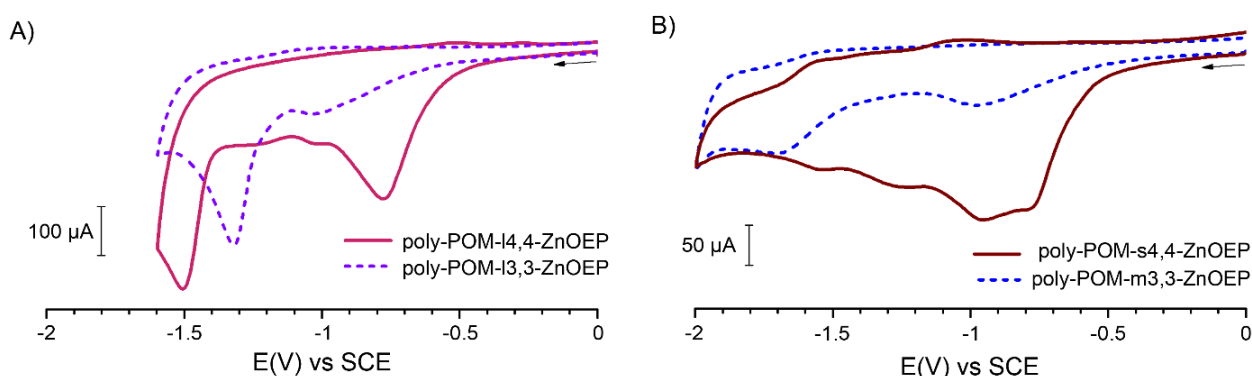 A)
100 µA
poly-POM-l4,4-ZnOEP
poly-POM-l3,3-ZnOEP
-2 -1.5 -1 -0.5 0
E(V) vs SCE
B)
50 µA
poly-POM-s4,4-ZnOEP
poly-POM-m3,3-ZnOEP
-2 -1.5 -1 -0.5 0
E(V) vs SCE